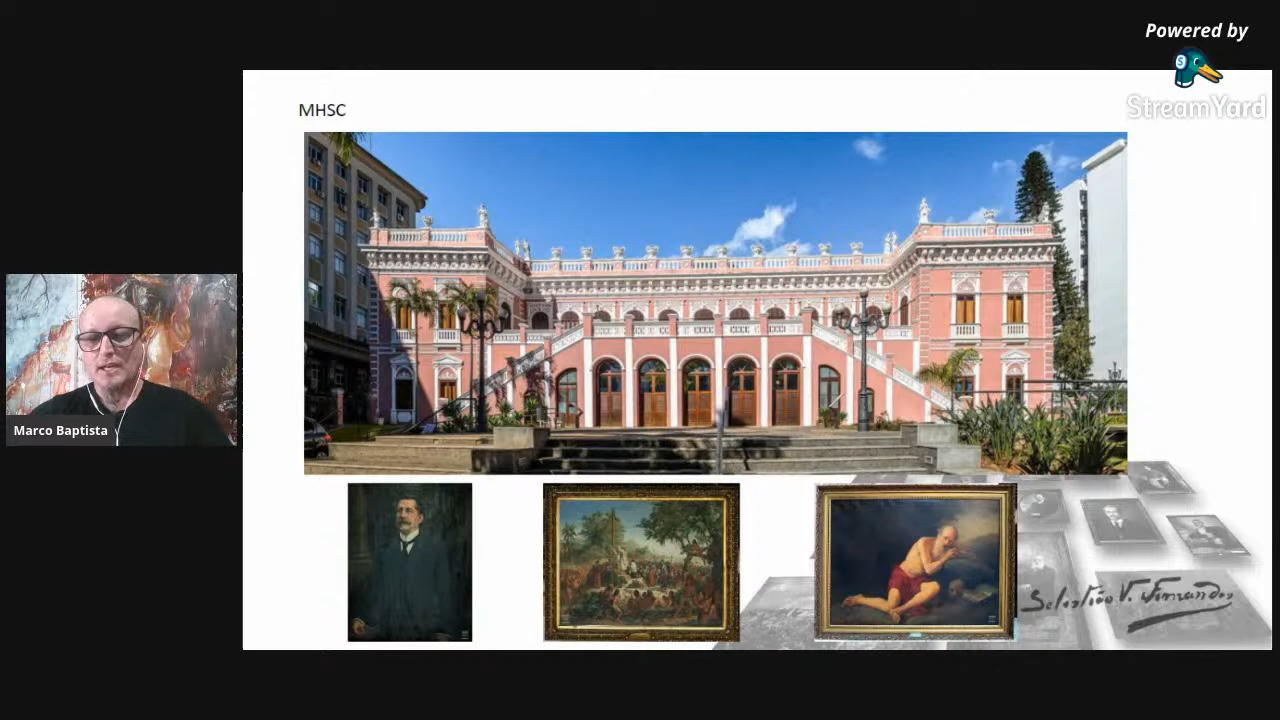 Powered by
StreamYard
MHSC
Marco Baptista
Sebastião V. Fernandes